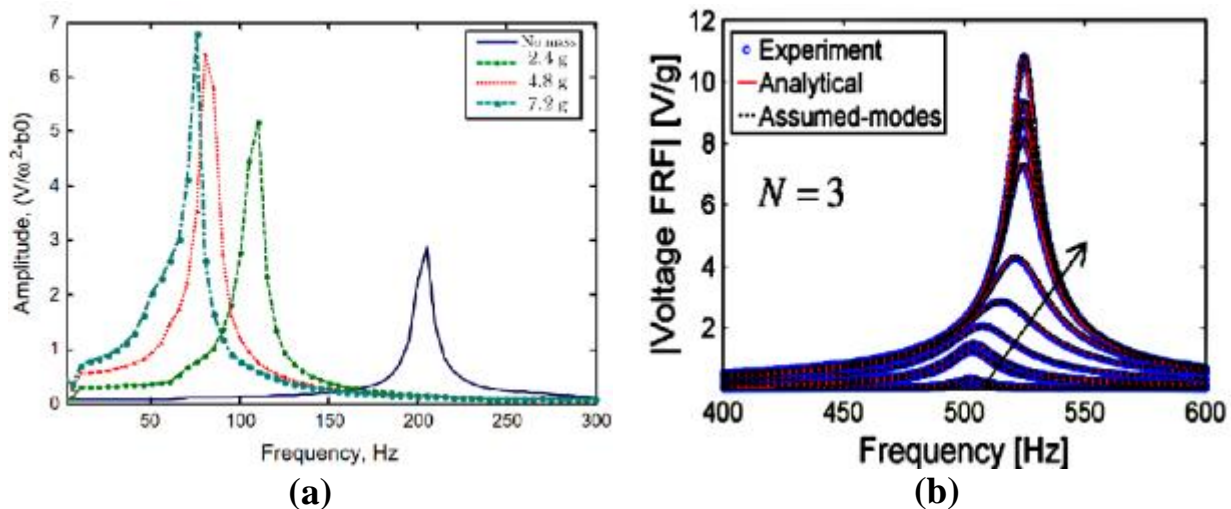 7
6
5
4
3
2
1
0
50
100
150
200
250
300
Amplitude, (V/ω²*b0)
Frequency, Hz
No mass
2.4 g
4.8 g
7.2 g
(a)
12
10
8
6
4
2
400
450
500
550
600
|Voltage FRF| [V/g]
Frequency [Hz]
Experiment
Analytical
Assumed-modes
N = 3
(b)